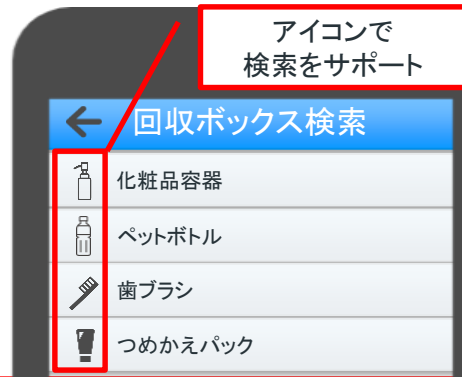 アイコンで
検索をサポート
回収ボックス検索
化粧品容器
ペットボトル
歯ブラシ
つめかえパック